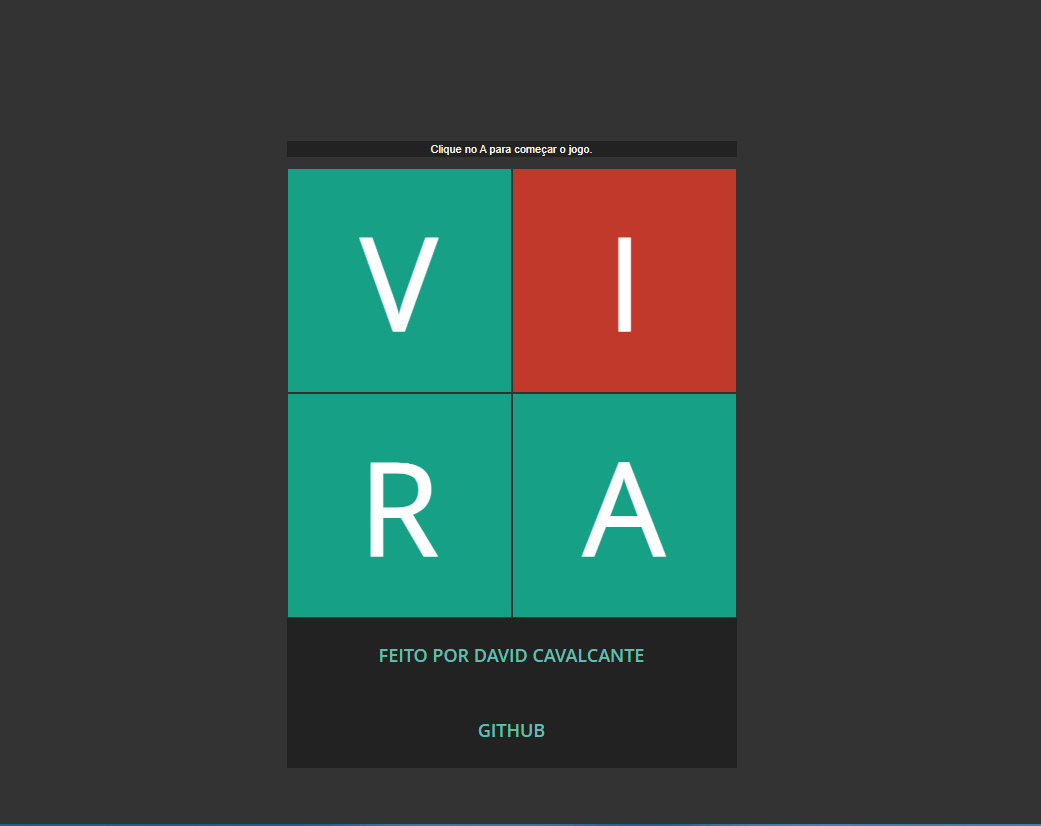 Clique no A para começar o jogo.
V I
R A
FEITO POR DAVID CAVALCANTE
GITHUB